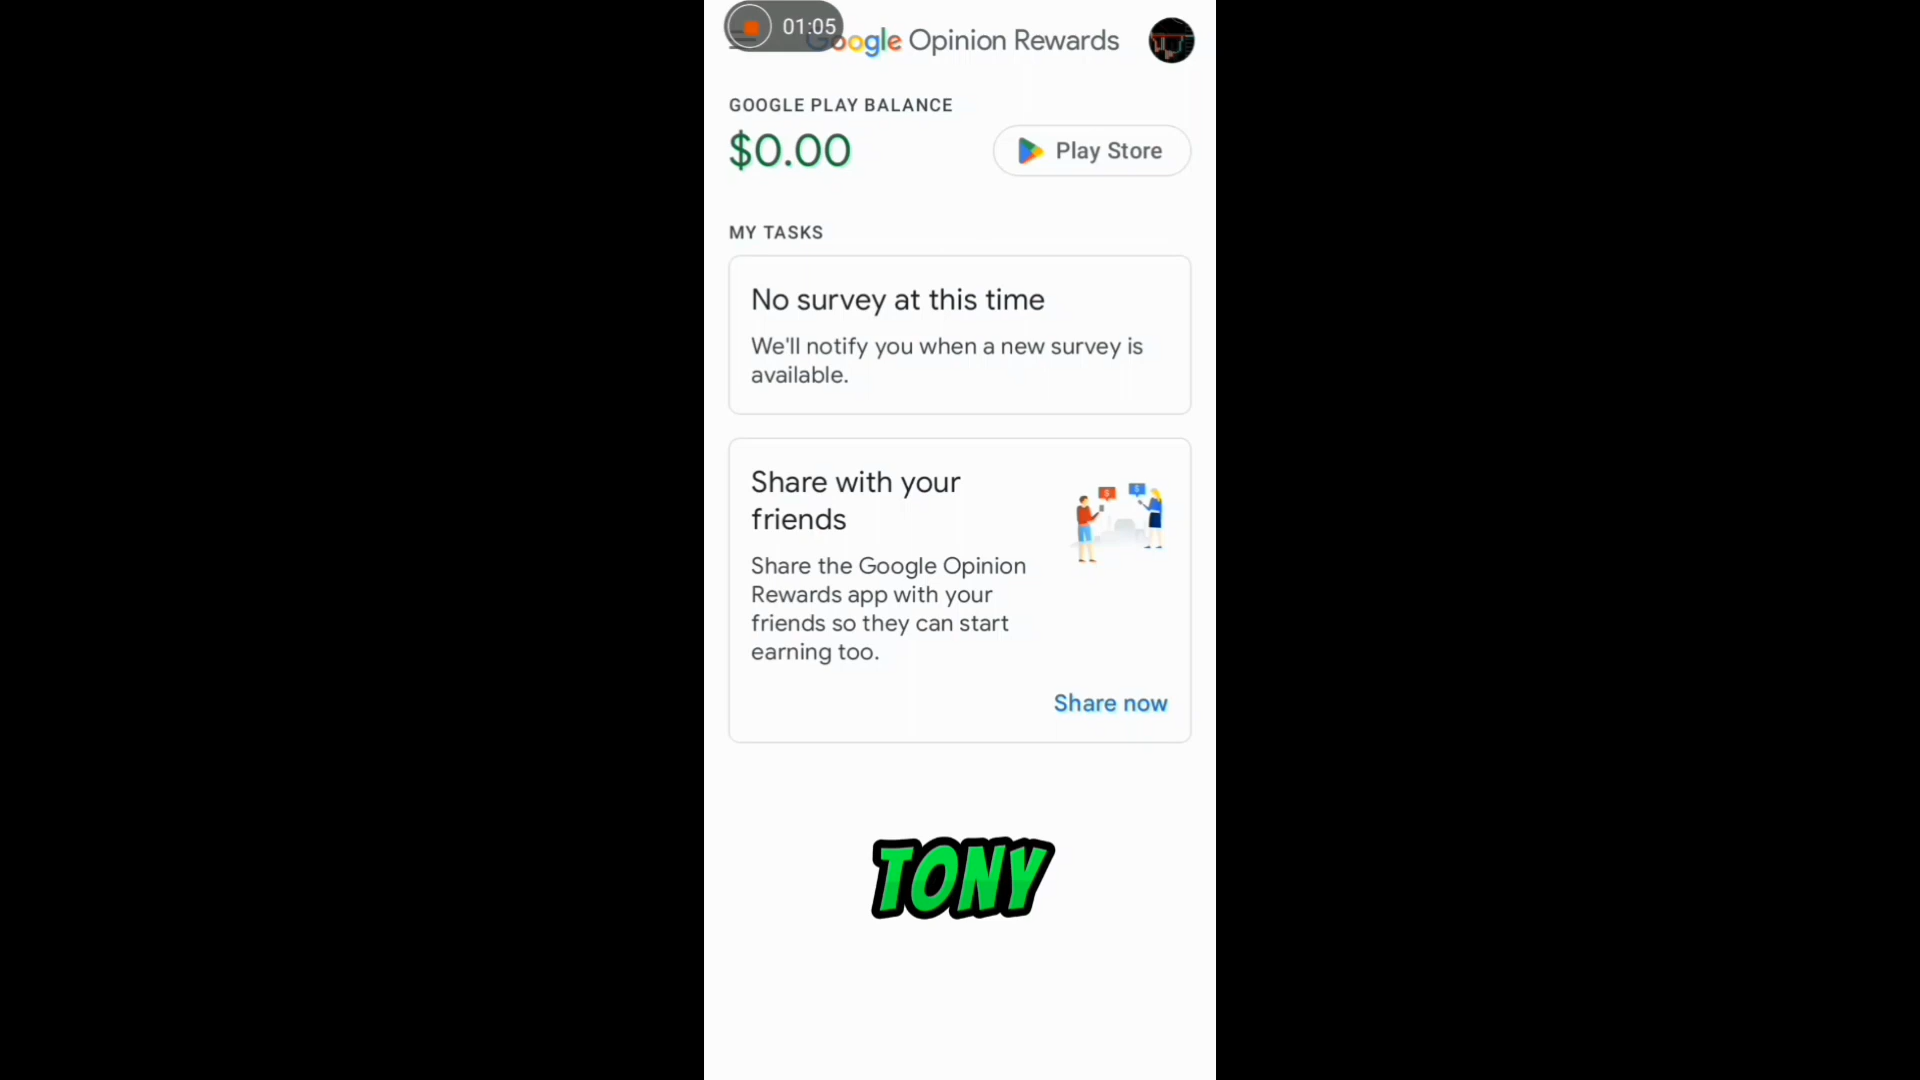 01:05
Google Opinion Rewards
GOOGLE PLAY BALANCE
$0.00
Play Store
MY TASKS
No survey at this time
We'll notify you when a new survey is
available.
Share with your
friends
Share the Google Opinion
Rewards app with your
friends so they can start
earning too.
Share now
TONY